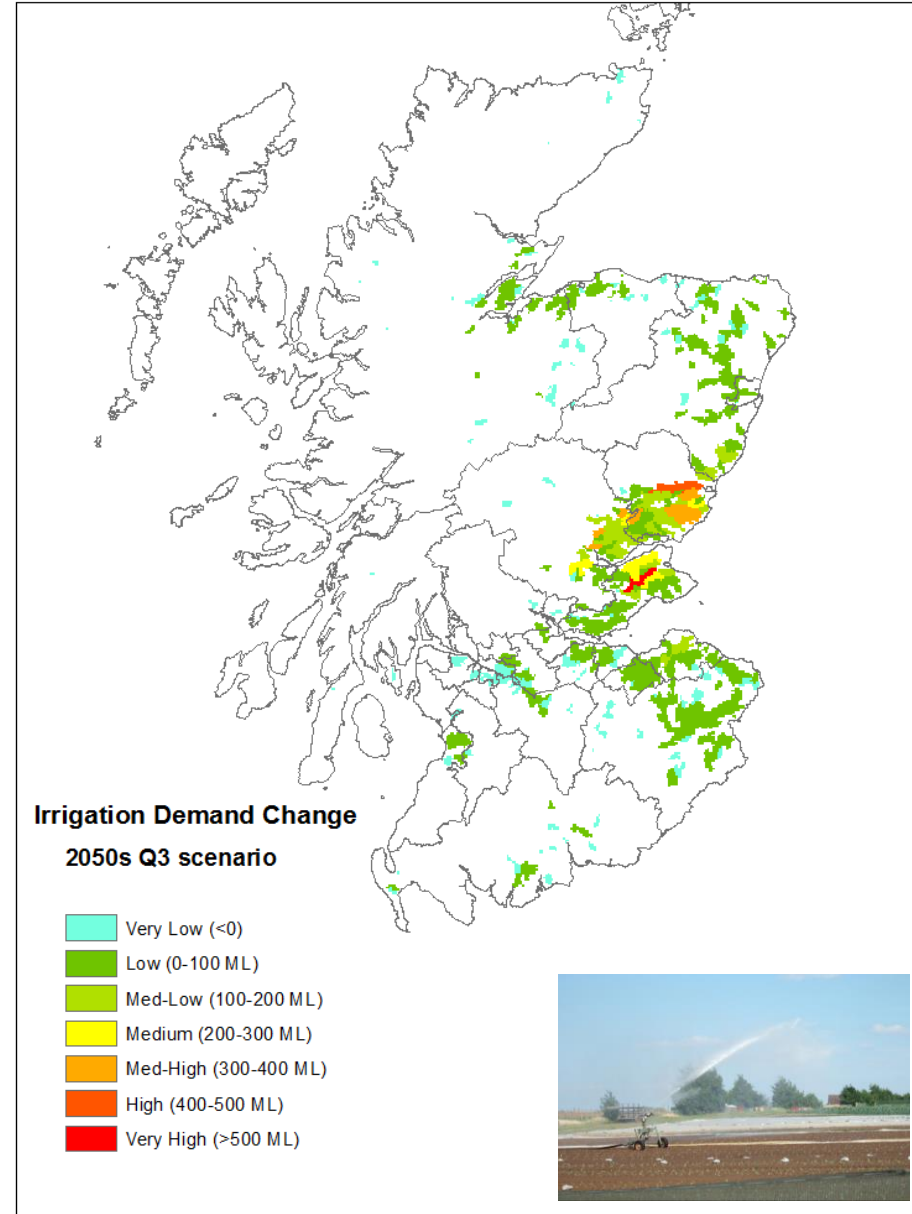 Irrigation Demand Change
2050s Q3 scenario
Very Low (<0)
Low (0-100 ML)
Med-Low (100-200 ML)
Medium (200-300 ML)
Med-High (300-400 ML)
High (400-500 ML)
Very High (>500 ML)